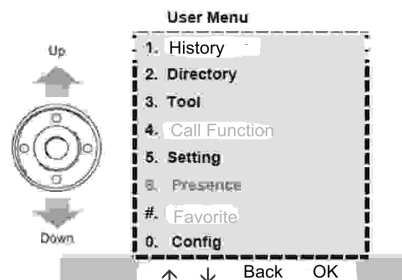 User Menu
Up
1. History
2. Directory
3. Tool
4. Call Function
5. Setting
6. Presence
#. Favorite
Down
0. Config
↑ ↓ Back OK